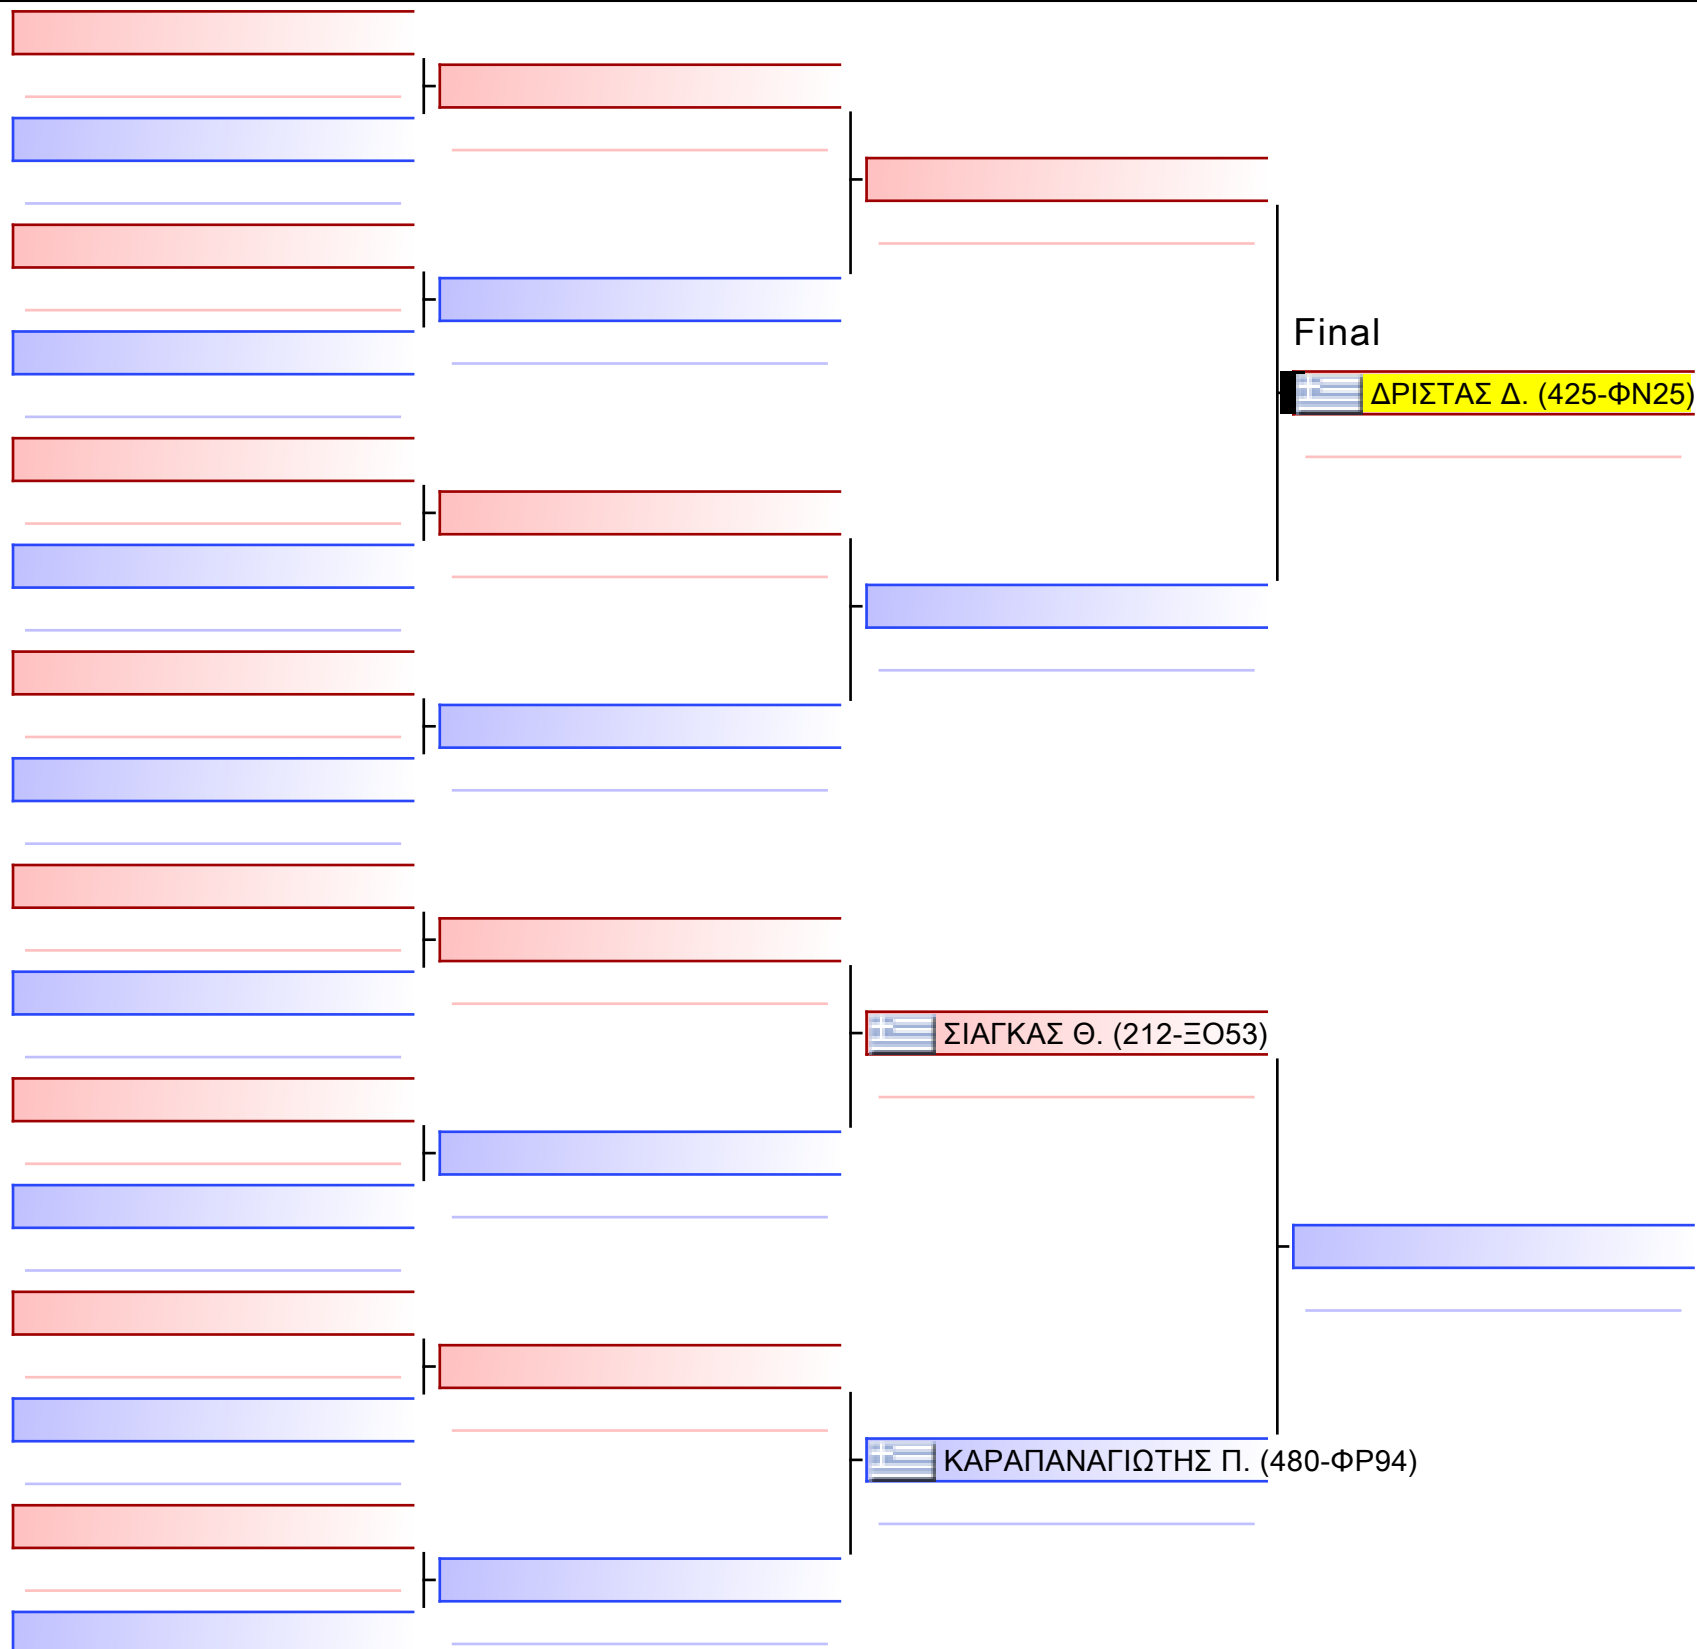 Final
ΔΡΙΣΤΑΣ Δ. (425-ΦΝ25)
ΣΙΑΓΚΑΣ Θ. (212-ΞΟ53)
ΚΑΡΑΠΑΝΑΓΙΩΤΗΣ Π. (480-ΦΡ94)